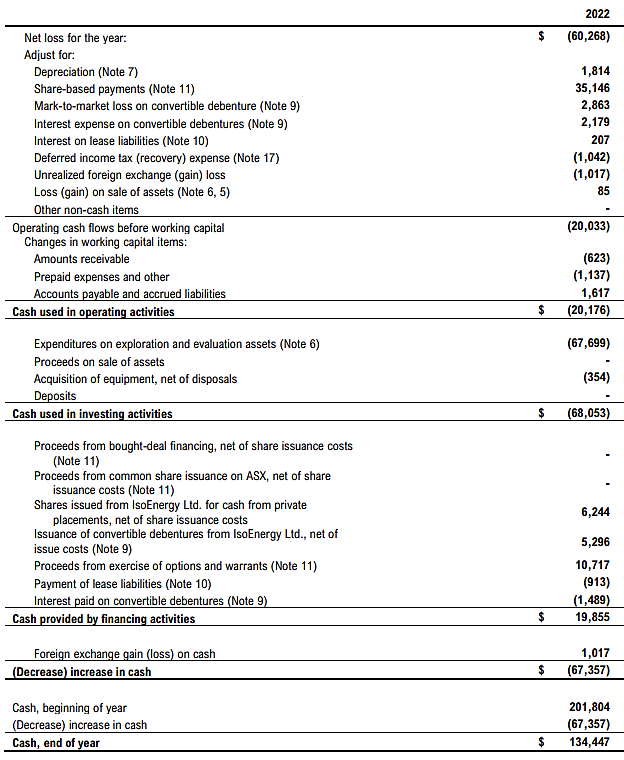 2022
Net loss for the year: $ (60,268)
Adjust for:
Depreciation (Note 7) 1,814
Share-based payments (Note 11) 35,146
Mark-to-market loss on convertible debenture (Note 9) 2,863
Interest expense on convertible debentures (Note 9) 2,179
Interest on lease liabilities (Note 10) 207
Deferred income tax (recovery) expense (Note 17) (1,042)
Unrealized foreign exchange (gain) loss (1,017)
Loss (gain) on sale of assets (Note 6, 5) 85
Other non-cash items -
Operating cash flows before working capital (20,033)
Changes in working capital items:
Amounts receivable (623)
Prepaid expenses and other (1,137)
Accounts payable and accrued liabilities 1,617
Cash used in operating activities $ (20,176)
Expenditures on exploration and evaluation assets (Note 6) (67,699)
Proceeds on sale of assets -
Acquisition of equipment, net of disposals (354)
Deposits -
Cash used in investing activities $ (68,053)
Proceeds from bought-deal financing, net of share issuance costs
(Note 11) -
Proceeds from common share issuance on ASX, net of share
issuance costs (Note 11) -
Shares issued from IsoEnergy Ltd. for cash from private
placements, net of share issuance costs 6,244
Issuance of convertible debentures from IsoEnergy Ltd., net of
issue costs (Note 9) 5,296
Proceeds from exercise of options and warrants (Note 11) 10,717
Payment of lease liabilities (Note 10) (913)
Interest paid on convertible debentures (Note 9) (1,489)
Cash provided by financing activities $ 19,855
Foreign exchange gain (loss) on cash 1,017
(Decrease) increase in cash $ (67,357)
Cash, beginning of year 201,804
(Decrease) increase in cash (67,357)
Cash, end of year $ 134,447